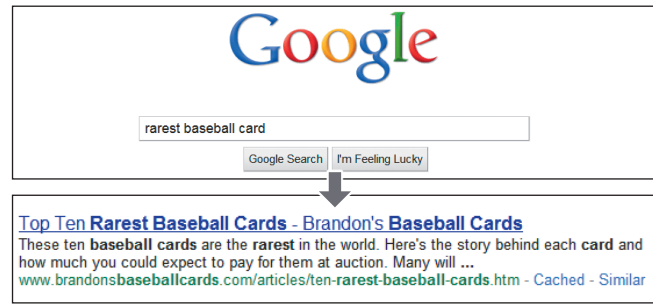 Google
rarest baseball card
Google Search I'm Feeling Lucky
Top Ten Rarest Baseball Cards - Brandon's Baseball Cards
These ten baseball cards are the rarest in the world. Here's the story behind each card and
how much you could expect to pay for them at auction. Many will ...
www.brandonsbaseballcards.com/articles/ten-rarest-baseball-cards.htm - Cached - Similar